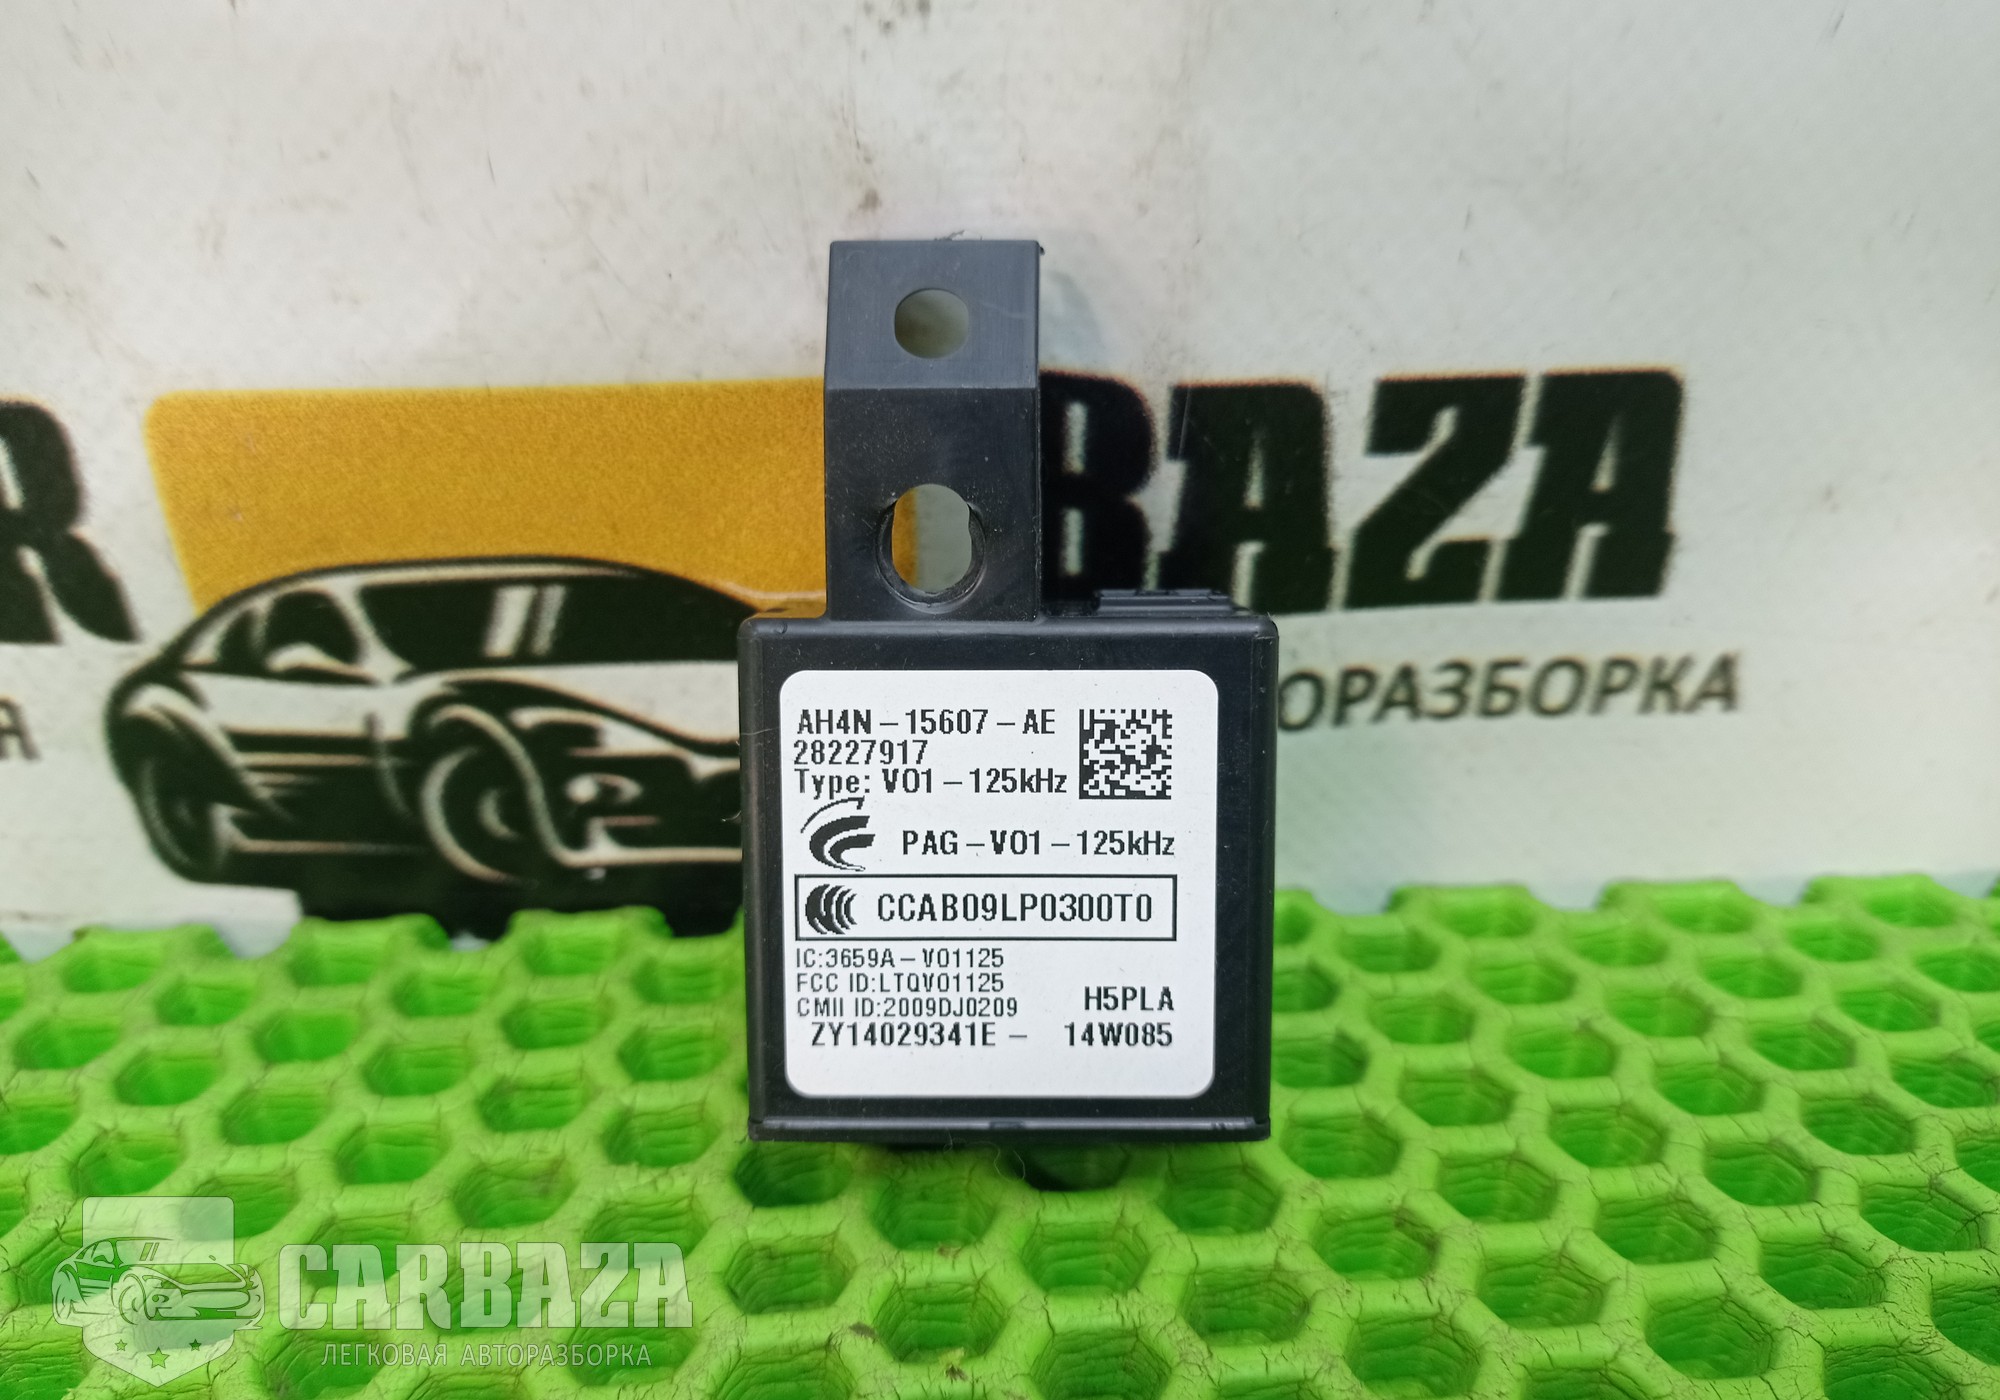 R
BAZA
А
ОРАЗБОРКА
AH4N-15607-AE
28227917
Type: V01-125kHz
PAG-V01-125kHz
CCAB09LP0300T0
IC:3659A-V01125
FCC ID:LTQV01125
CMII ID:2009DJ0209
H5PLA
ZY14029341E- 14W085
CARBAZA
ЛЕГКОВАЯ АВТОРАЗБОРКА